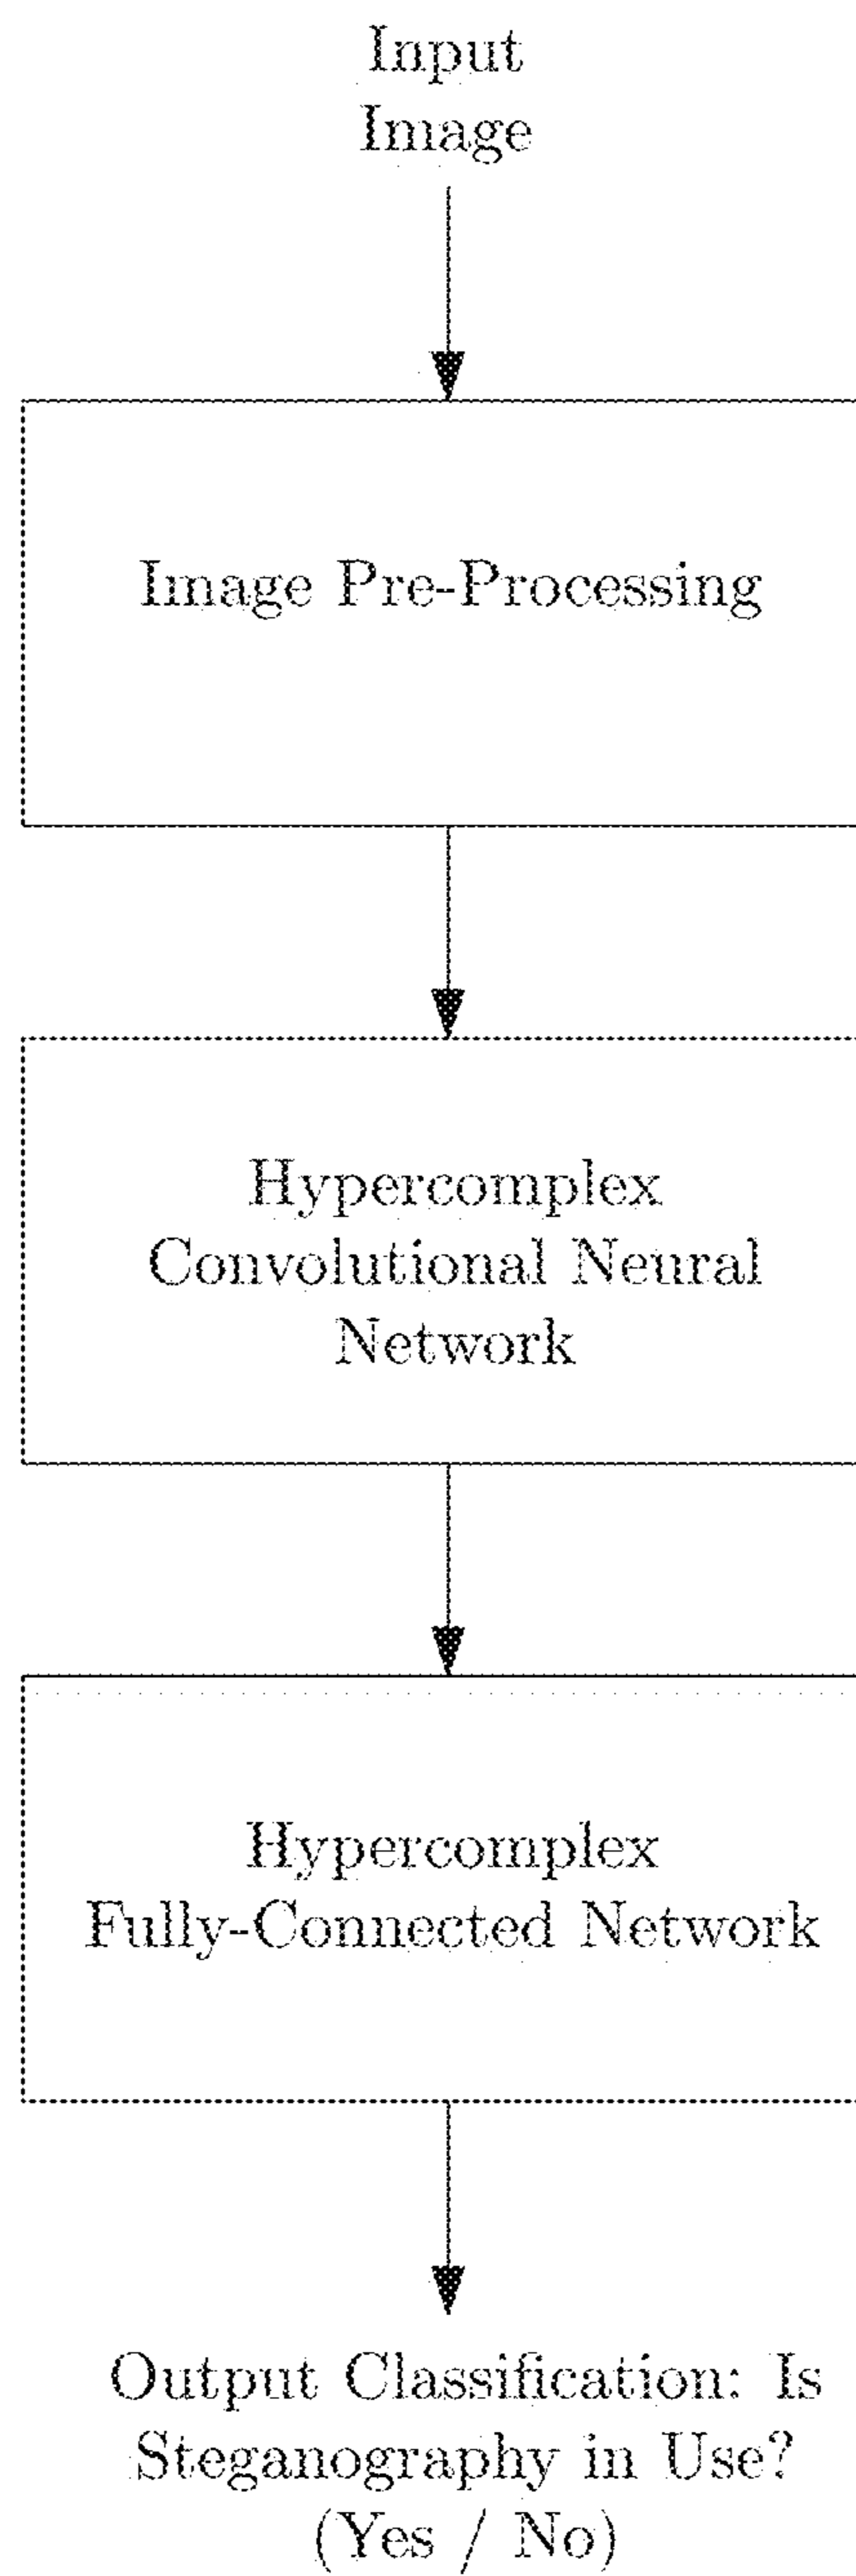 Input
Image
Image Pre-Processing
Hypercomplex
Convolutional Neural
Network
Hypercomplex
Fully-Connected Network
Output Classification: Is
Steganography in Use?
(Yes / No)